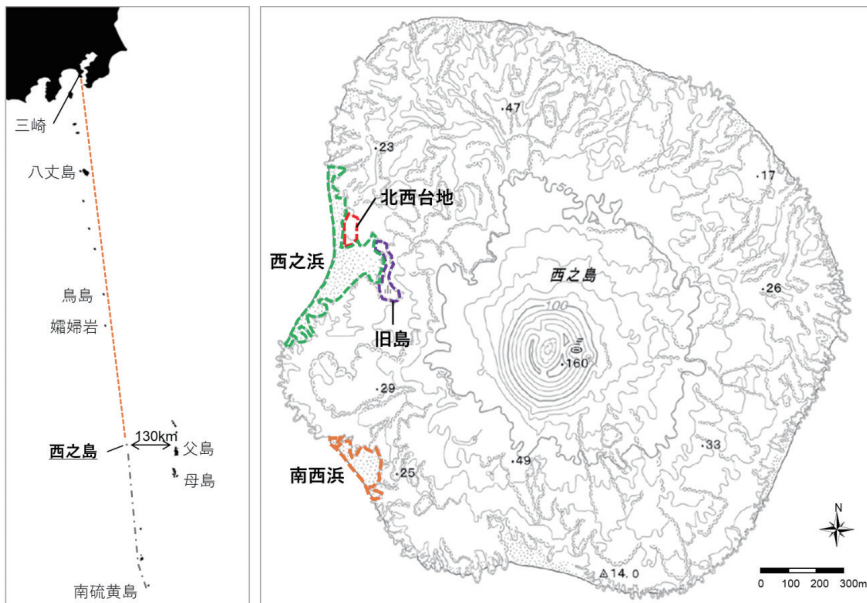 三崎
八丈島
鳥島
孀婦岩
西之島
130km
父島
母島
南硫黄島
47
23
17
北西台地
西之浜
西之島
26
100
旧島
160
29
33
49
南西浜
25
N
14.0
0 100 200 300m